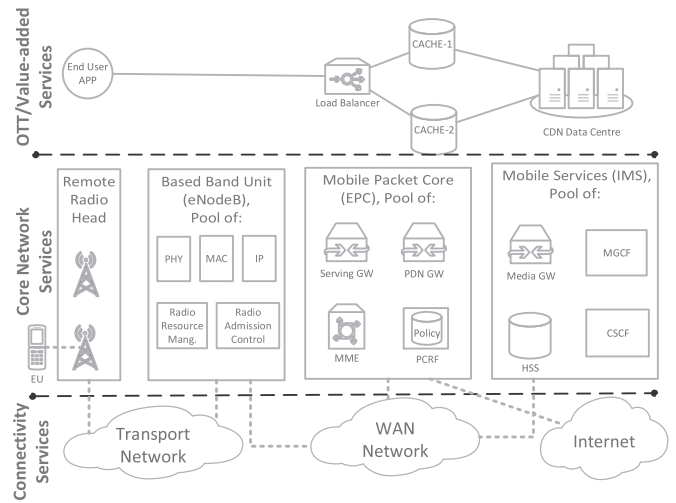 OTT/Value-added
Services
End User
APP
Load Balancer
CACHE-1
CACHE-2
CDN Data Centre
Core Network
Services
Remote
Radio
Head
EU
Based Band Unit
(eNodeB),
Pool of:
PHY
MAC
IP
Radio
Resource
Mang.
Radio
Admission
Control
Mobile Packet Core
(EPC), Pool of:
Serving GW
PDN GW
MME
Policy
PCRF
Mobile Services (IMS),
Pool of:
Media GW
MGCF
HSS
CSCF
Connectivity
Services
Transport
Network
WAN
Network
Internet